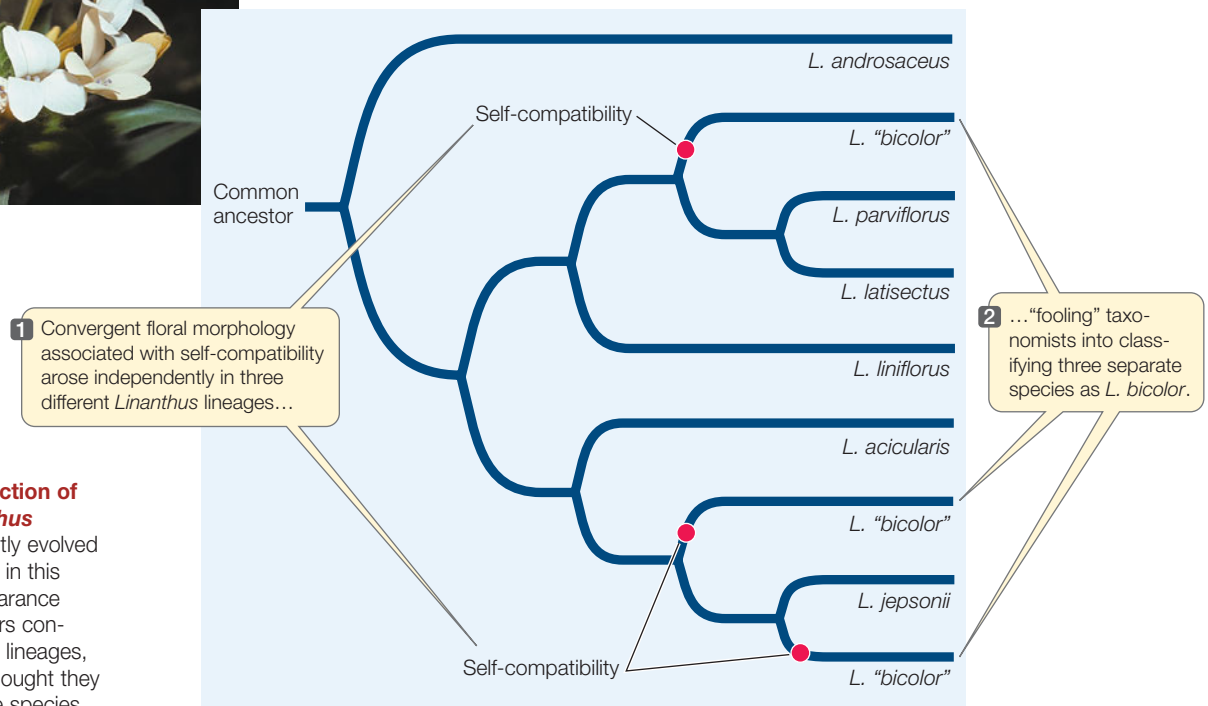 L. androsaceus
Self-compatibility
L. “bicolor”
Common
ancestor
L. parviflorus
L. latisectus
1 Convergent floral morphology
associated with self-compatibility
arose independently in three
different Linanthus lineages…
2 …“fooling” taxo-
nomists into class-
ifying three separate
species as L. bicolor.
L. liniflorus
L. acicularis
L. “bicolor”
L. jepsonii
Self-compatibility
L. “bicolor”
ction of
hus
tly evolved
in this
arance
rs con-
lineages,
ought they
species